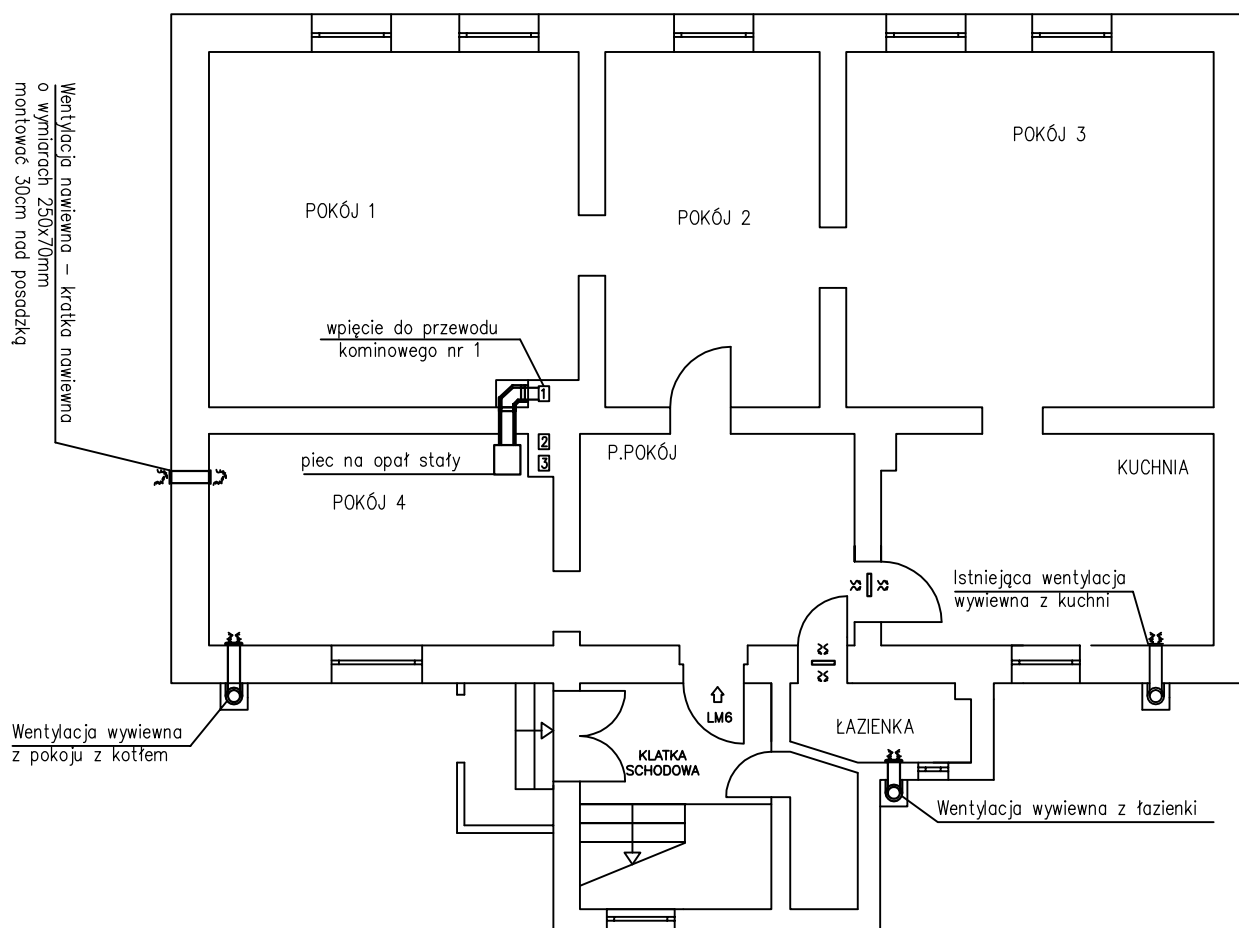 Wentylacja nawiewna – kratka nawiewna
o wymiarach 250x70mm
montować 30cm nad posadzką
POKÓJ 1
POKÓJ 2
POKÓJ 3
wpięcie do przewodu
kominowego nr 1
1
2
3
piec na opał stały
P.POKÓJ
KUCHNIA
POKÓJ 4
Istniejąca wentylacja
wywiewna z kuchni
Wentylacja wywiewna
z pokoju z kotłem
LM6
ŁAZIENKA
KLATKA
SCHODOWA
Wentylacja wywiewna z łazienki